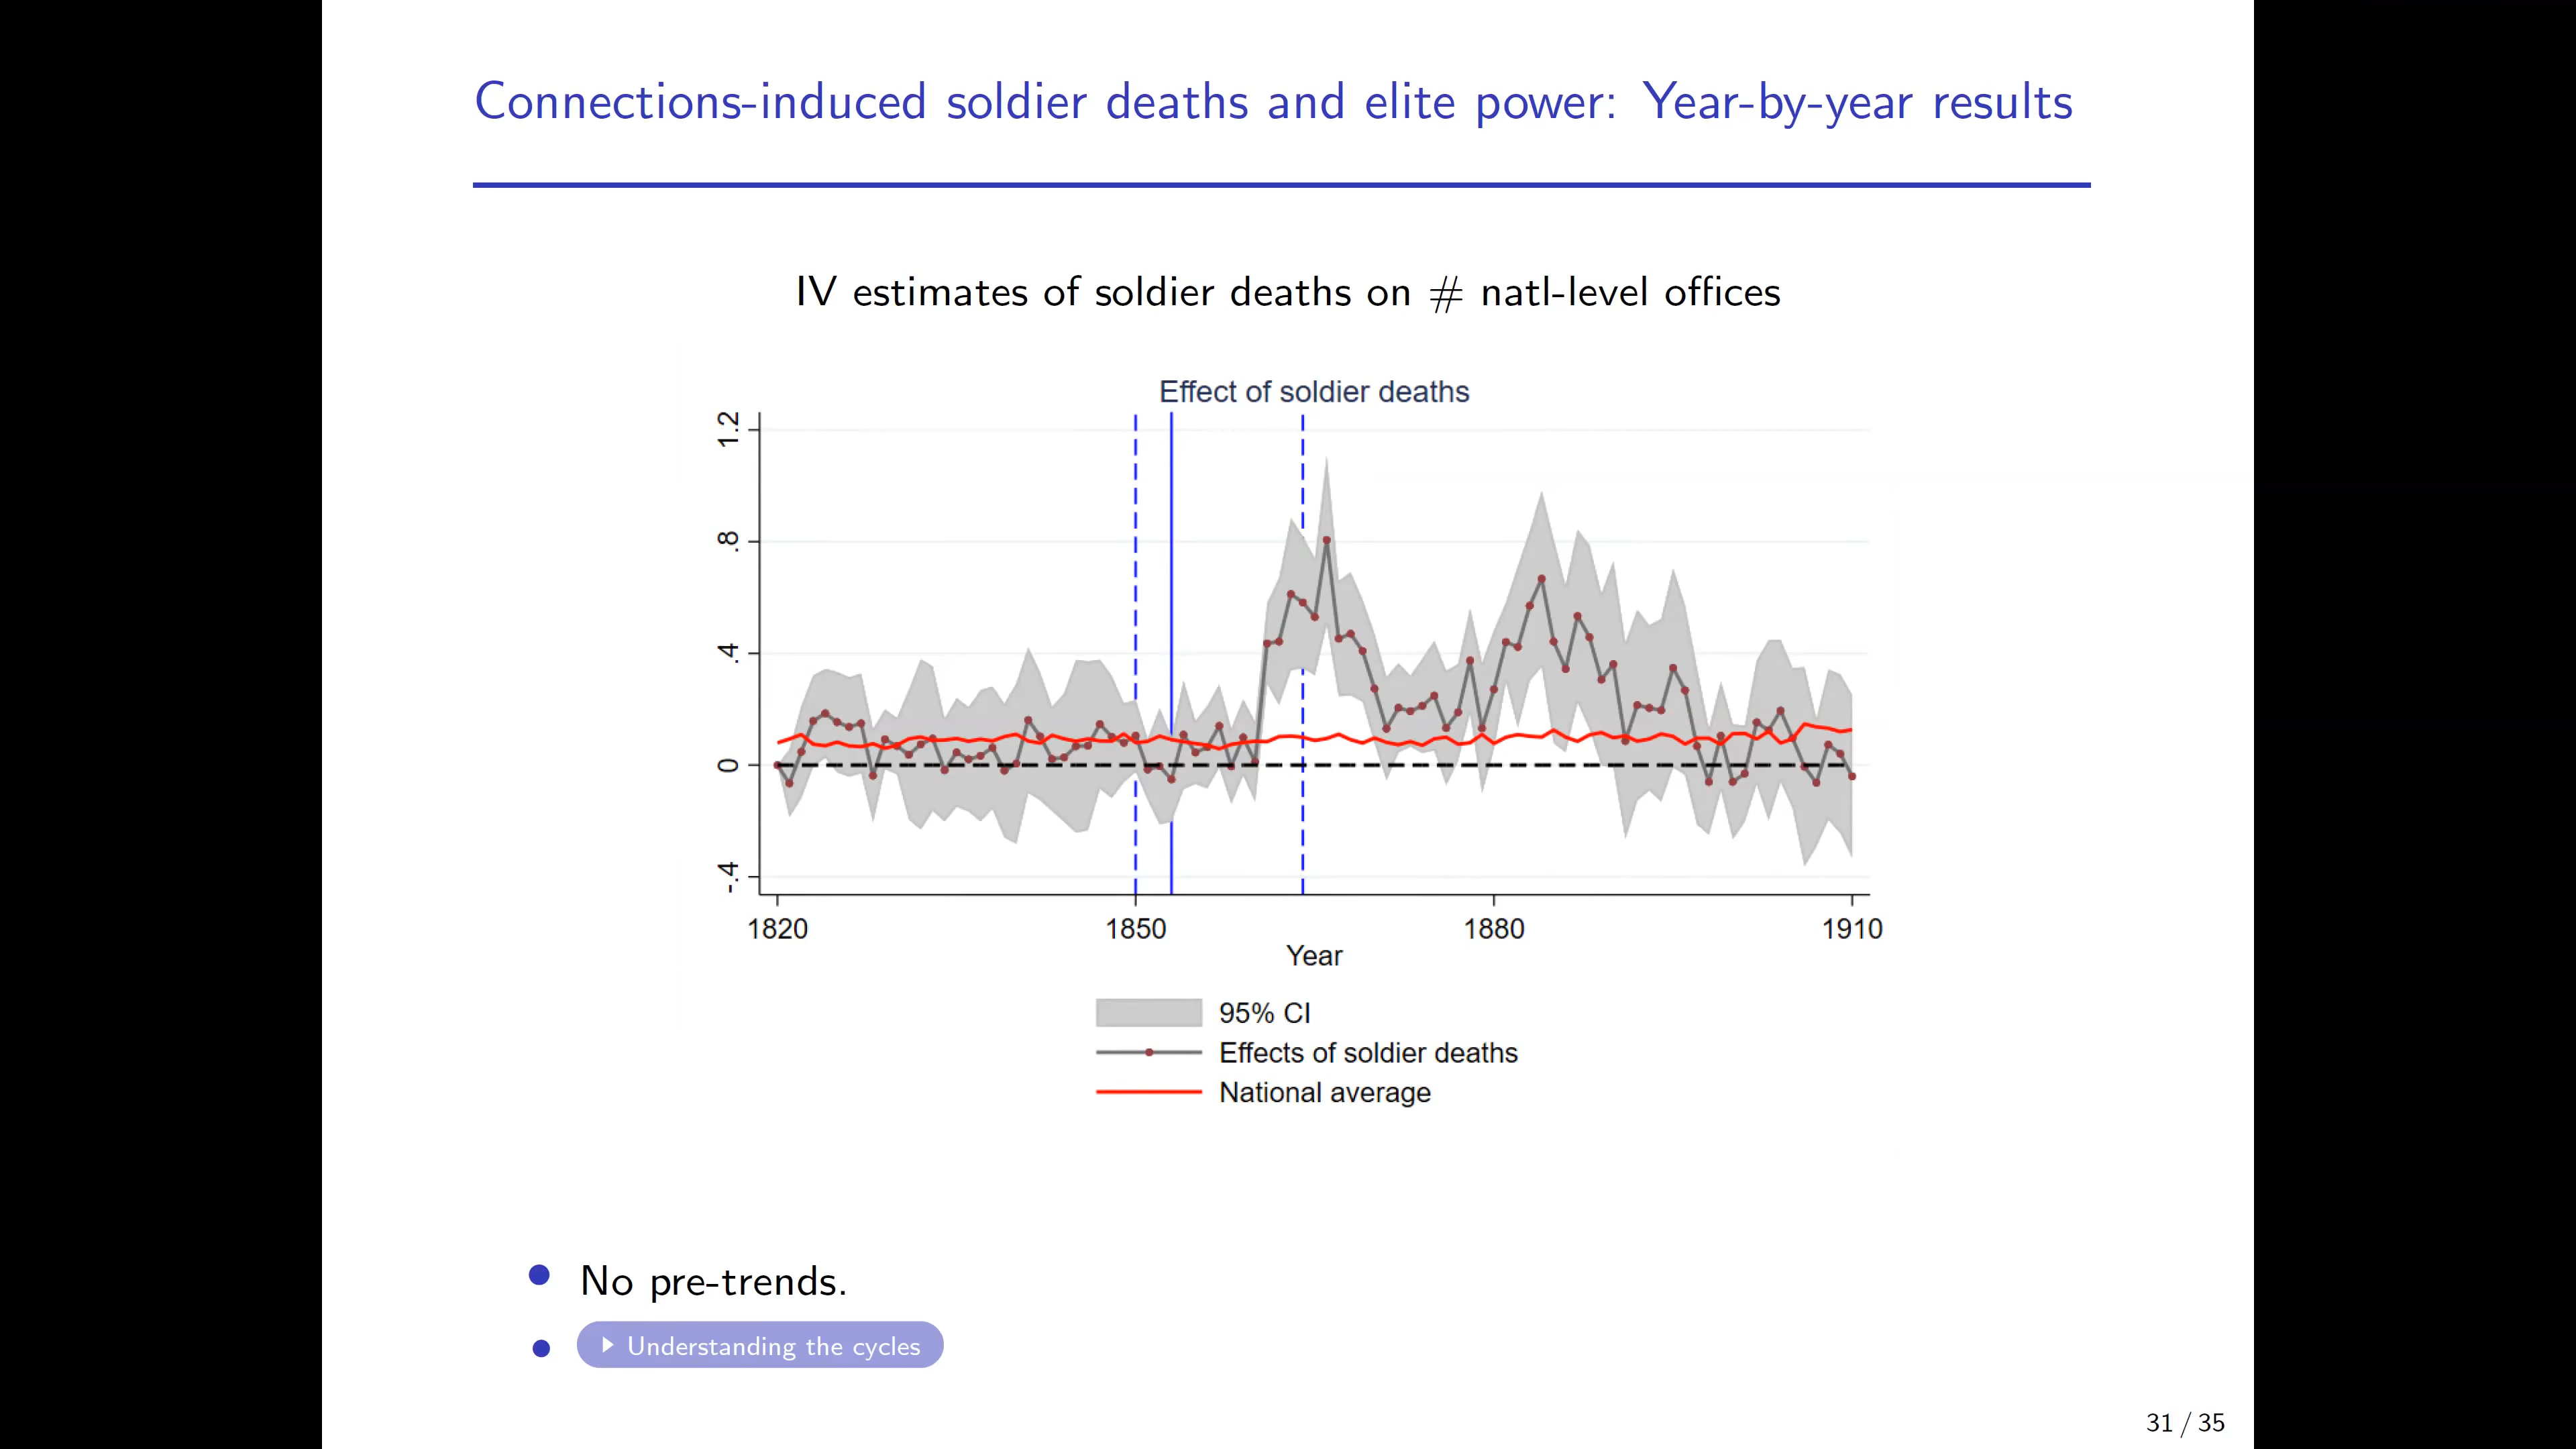 Connections-induced soldier deaths and elite power: Year-by-year results
IV estimates of soldier deaths on # natl-level offices
Effect of soldier deaths
1.2
.8
.4
0
-.4
1820 1850 1880 1910
Year
95% CI
Effects of soldier deaths
National average
No pre-trends.
Understanding the cycles
31 / 35